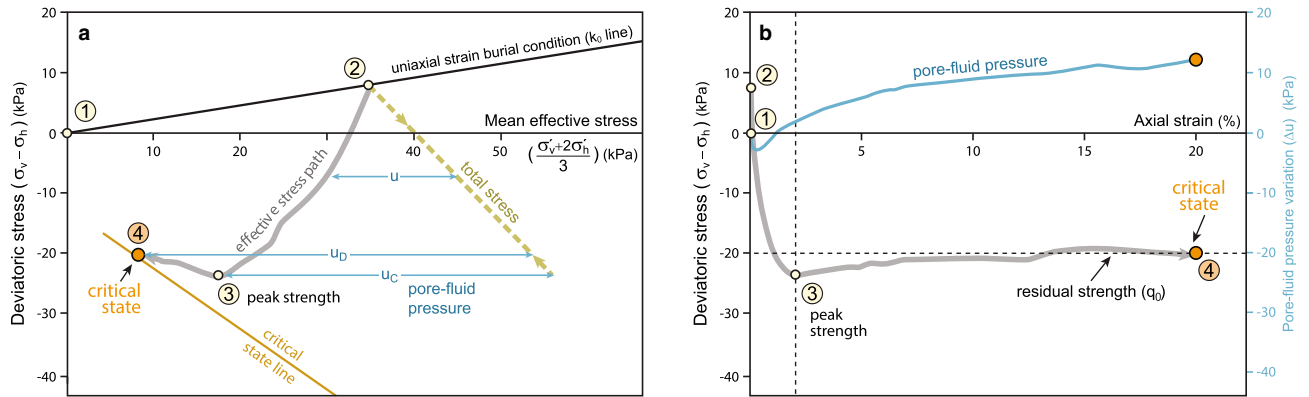 a
Deviatoric stress (σv – σh) (kPa)
20
10
0
-10
-20
-30
-40
10
20
40
50
1
2
3
4
uniaxial strain burial condition (k0 line)
Mean effective stress
(σ′v+2σ′h / 3) (kPa)
effective stress path
total stress
u
uD
uC
pore-fluid
pressure
peak strength
critical
state
critical
state line
b
Deviatoric stress (σv – σh) (kPa)
20
10
0
-10
-20
-30
-40
5
10
15
20
2
1
3
4
pore-fluid pressure
Axial strain (%)
critical
state
residual strength (q0)
peak
strength
20
10
0
-10
-20
-30
-40
Pore-fluid pressure variation (Δu) (kPa)